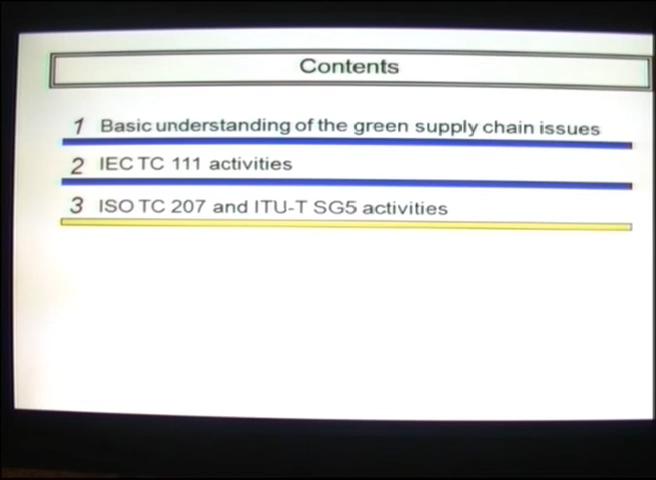 Contents
1 Basic understanding of the green supply chain issues
2 IEC TC 111 activities
3 ISO TC 207 and ITU-T SG5 activities